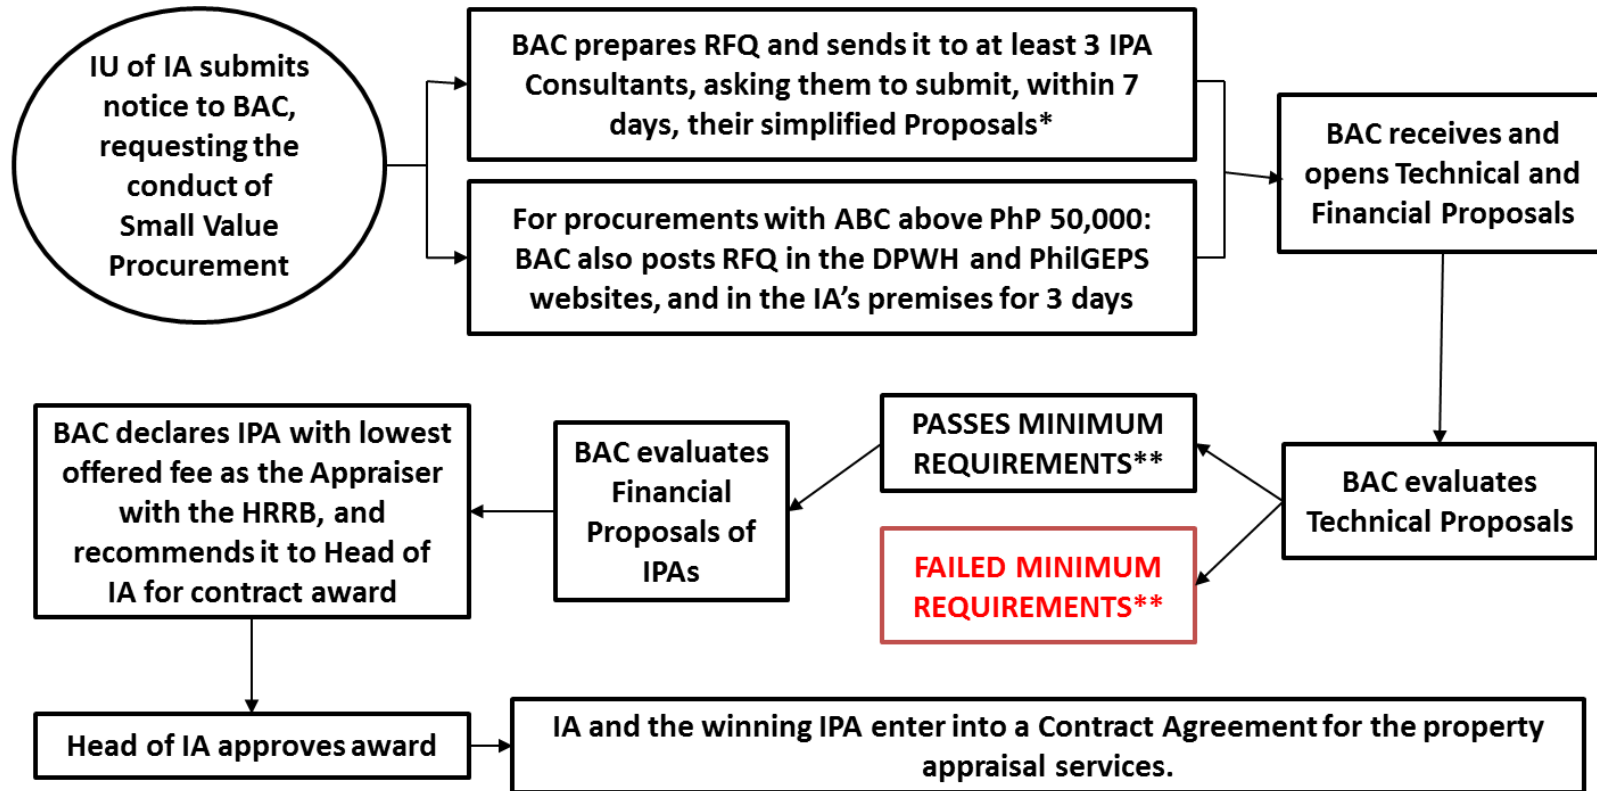 IU of IA submits
notice to BAC,
requesting the
conduct of
Small Value
Procurement
BAC prepares RFQ and sends it to at least 3 IPA
Consultants, asking them to submit, within 7
days, their simplified Proposals*
For procurements with ABC above PhP 50,000:
BAC also posts RFQ in the DPWH and PhilGEPS
websites, and in the IA’s premises for 3 days
BAC receives and
opens Technical and
Financial Proposals
BAC evaluates
Technical Proposals
PASSES MINIMUM
REQUIREMENTS**
FAILED MINIMUM
REQUIREMENTS**
BAC evaluates
Financial
Proposals of
IPAs
BAC declares IPA with lowest
offered fee as the Appraiser
with the HRRB, and
recommends it to Head of
IA for contract award
Head of IA approves award
IA and the winning IPA enter into a Contract Agreement for the property
appraisal services.